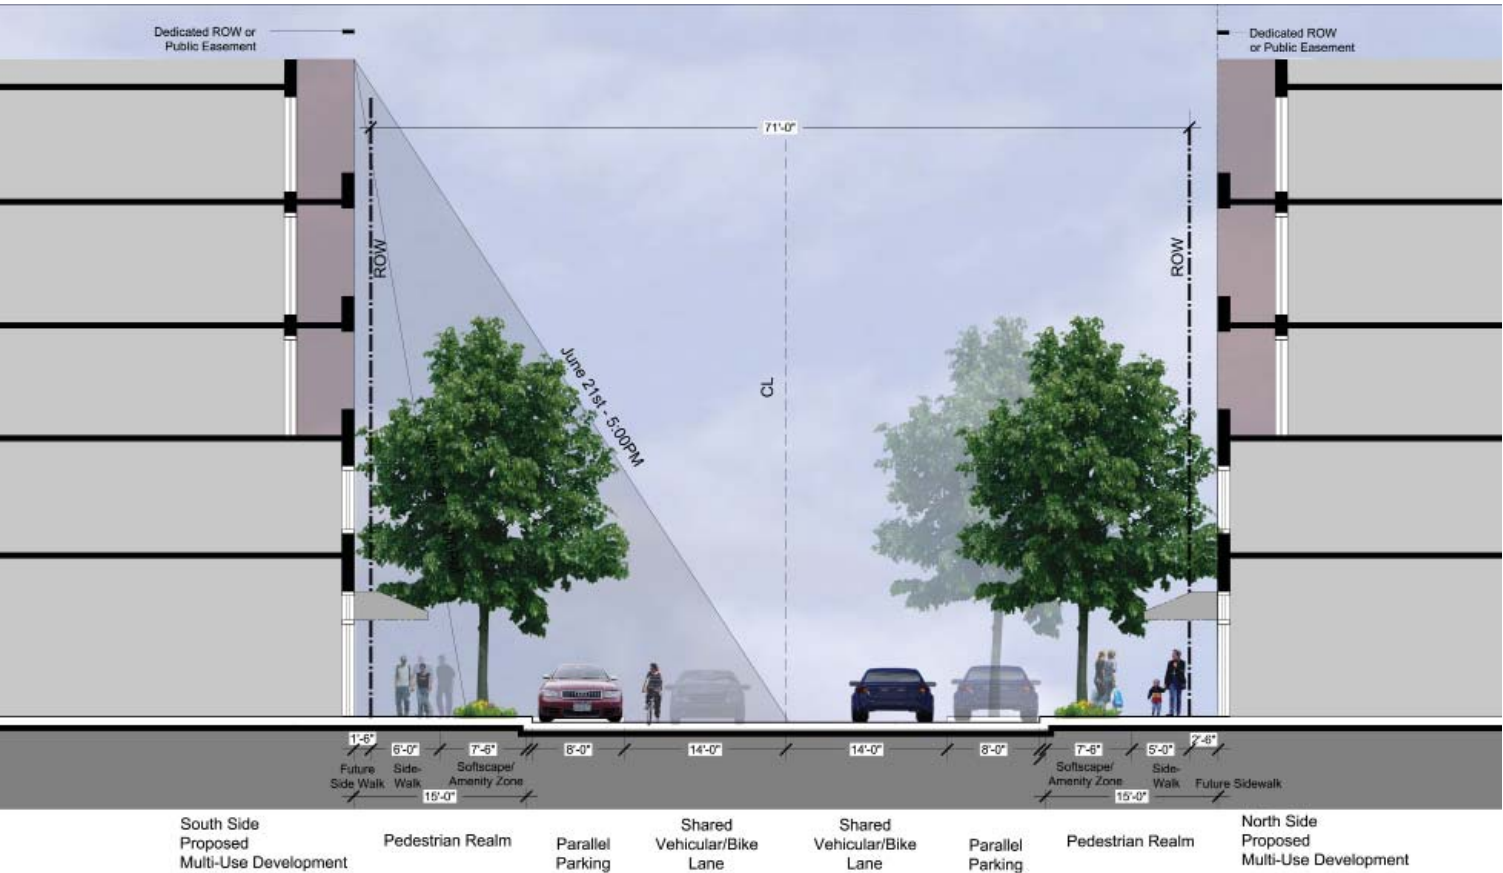 Dedicated ROW or
Public Easement
Dedicated ROW
or Public Easement
71'-0"
ROW
ROW
June 21st - 5:00PM
CL
1'-6"
6'-0"
7'-6"
8'-0"
14'-0"
14'-0"
8'-0"
7'-6"
5'-0"
2'-6"
Future
Side Walk
Side-
Walk
Softscape/
Amenity Zone
Softscape/
Amenity Zone
Side-
Walk
Future Sidewalk
15'-0"
15'-0"
South Side
Proposed
Multi-Use Development
Pedestrian Realm
Parallel
Parking
Shared
Vehicular/Bike
Lane
Shared
Vehicular/Bike
Lane
Parallel
Parking
Pedestrian Realm
North Side
Proposed
Multi-Use Development